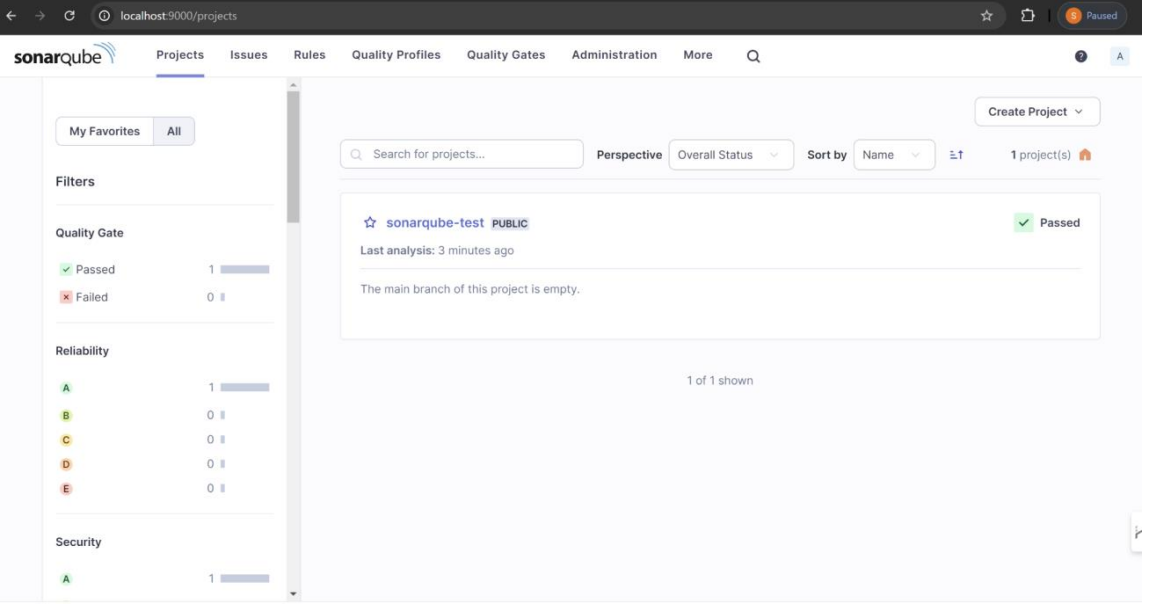 localhost:9000/projects
S Paused
sonarqube Projects Issues Rules Quality Profiles Quality Gates Administration More ? A
My Favorites All
Create Project
Search for projects... Perspective Overall Status Sort by Name 1 project(s)
Filters
Quality Gate
Passed 1
Failed 0
Reliability
A 1
B 0
C 0
D 0
E 0
Security
A 1
sonarqube-test PUBLIC Passed
Last analysis: 3 minutes ago
The main branch of this project is empty.
1 of 1 shown